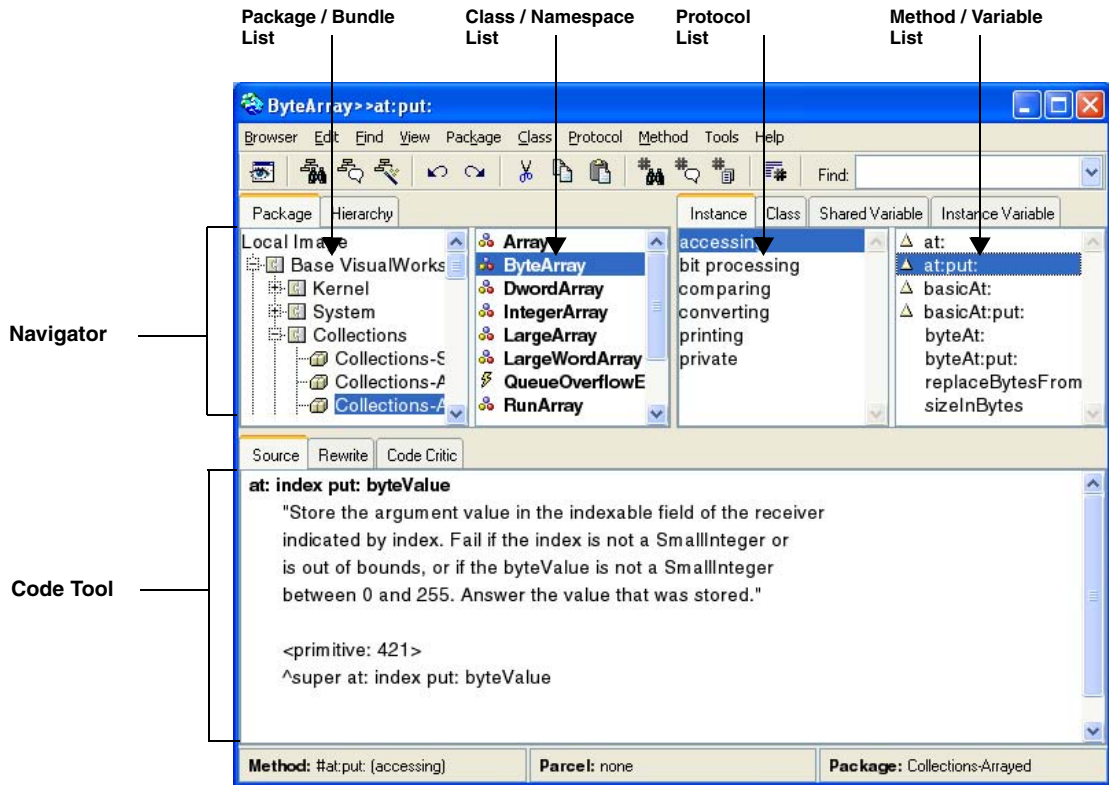 Package / Bundle List
Class / Namespace List
Protocol List
Method / Variable List
ByteArray>>at:put:
Browser Edit Find View Package Class Protocol Method Tools Help
Find:
Package Hierarchy
Instance Class Shared Variable Instance Variable
Navigator
Local Image
Base VisualWorks
Kernel
System
Collections
Collections-S
Collections-A
Collections-A
Array
ByteArray
DwordArray
IntegerArray
LargeArray
LargeWordArray
QueueOverflowE
RunArray
accessing
bit processing
comparing
converting
printing
private
at:
at:put:
basicAt:
basicAt:put:
byteAt:
byteAt:put:
replaceBytesFrom
sizeInBytes
Source Rewrite Code Critic
Code Tool
at: index put: byteValue
"Store the argument value in the indexable field of the receiver
indicated by index. Fail if the index is not a SmallInteger or
is out of bounds, or if the byteValue is not a SmallInteger
between 0 and 255. Answer the value that was stored."
<primitive: 421>
^super at: index put: byteValue
Method: #at:put: (accessing)
Parcel: none
Package: Collections-Arrayed